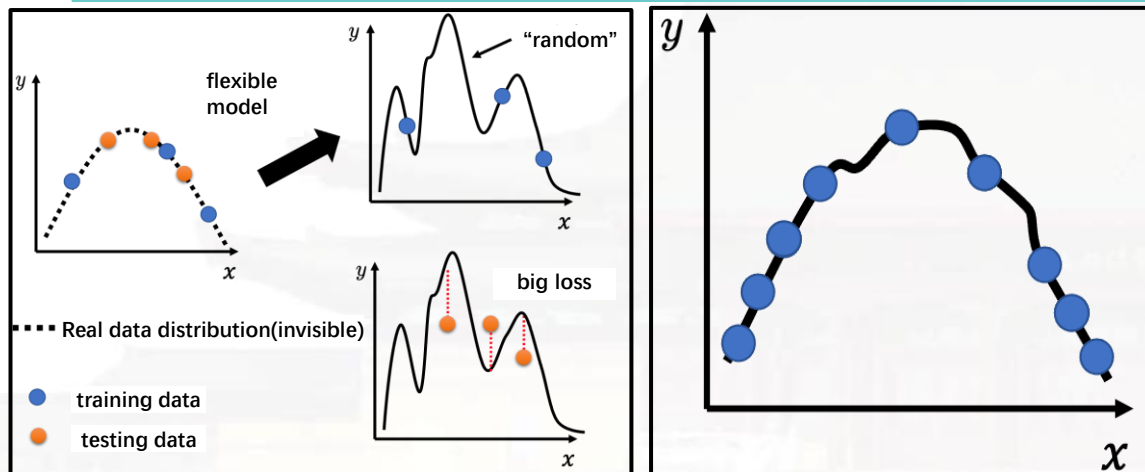 y
x
flexible
model
y
“random”
x
y
big loss
x
Real data distribution(invisible)
training data
testing data
y
x